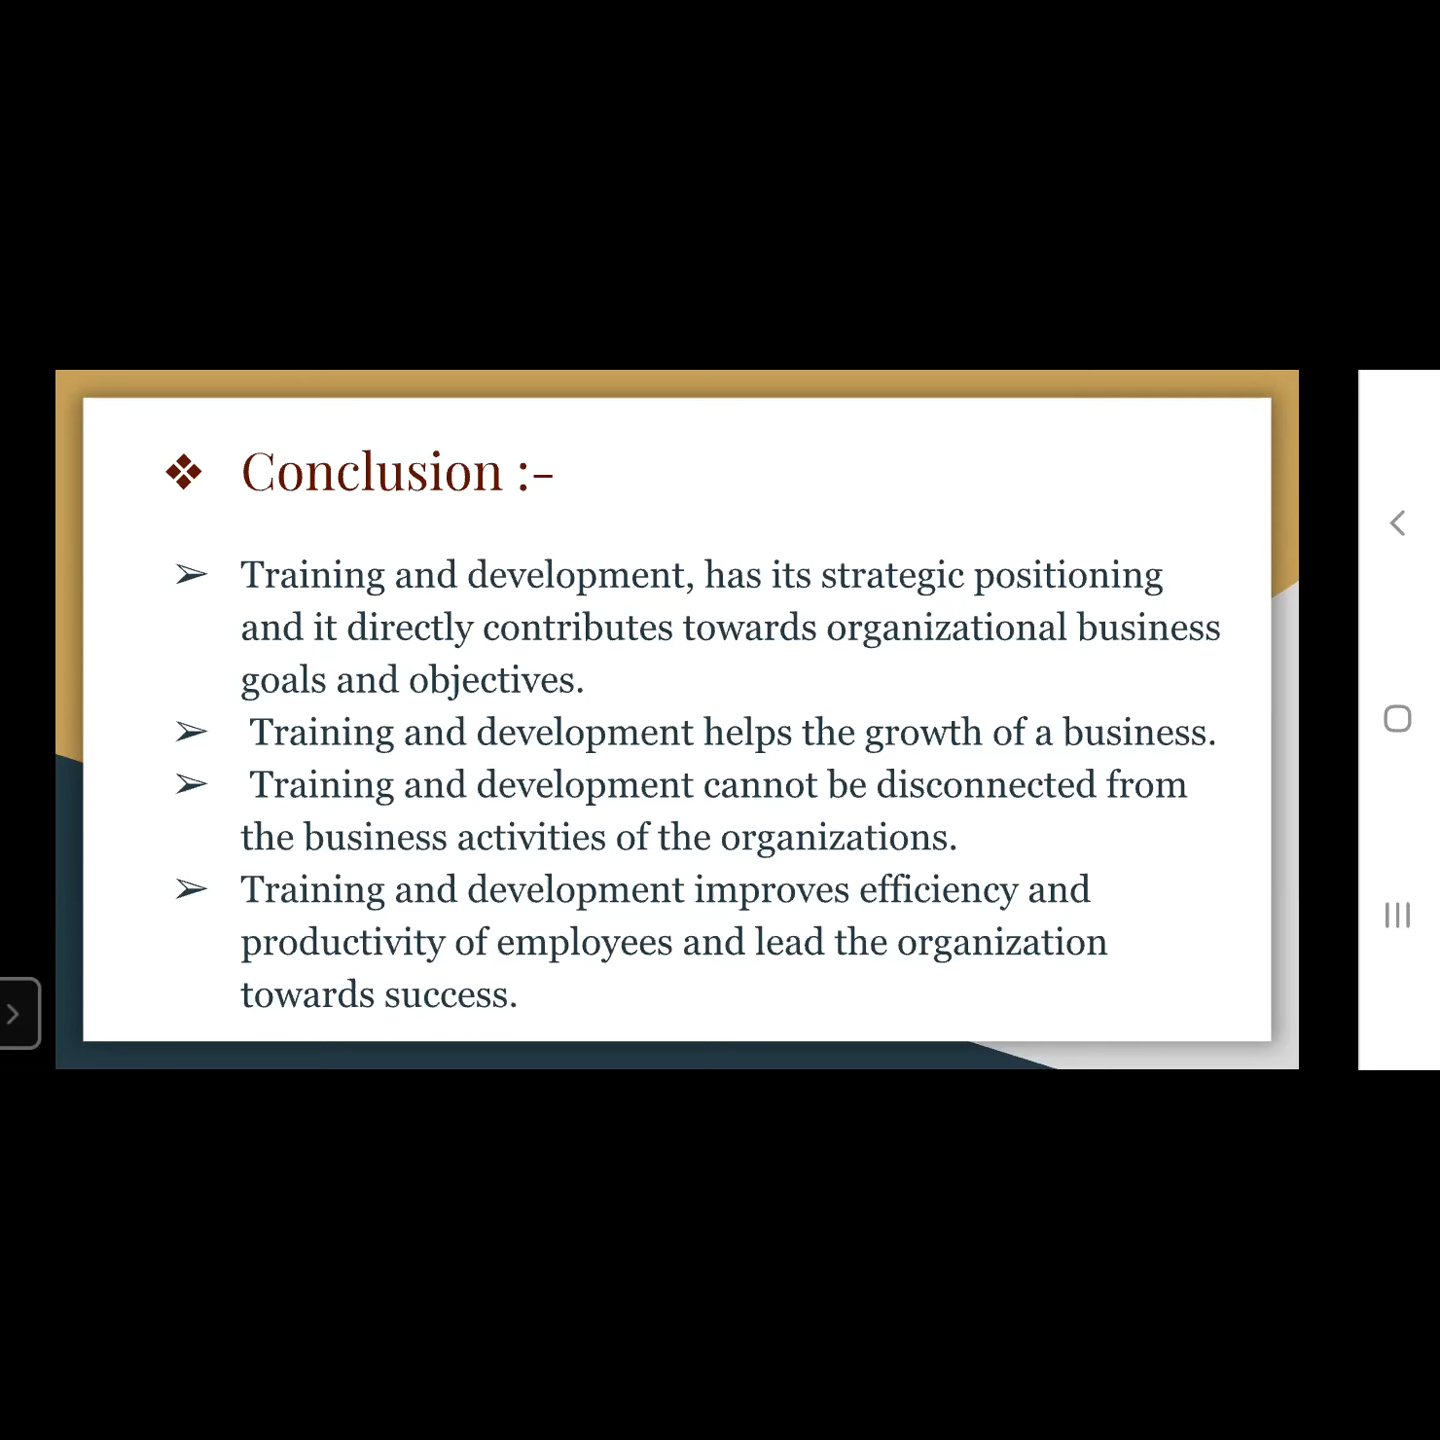 ❖ Conclusion :-
➢ Training and development, has its strategic positioning
and it directly contributes towards organizational business
goals and objectives.
➢ Training and development helps the growth of a business.
➢ Training and development cannot be disconnected from
the business activities of the organizations.
➢ Training and development improves efficiency and
productivity of employees and lead the organization
towards success.